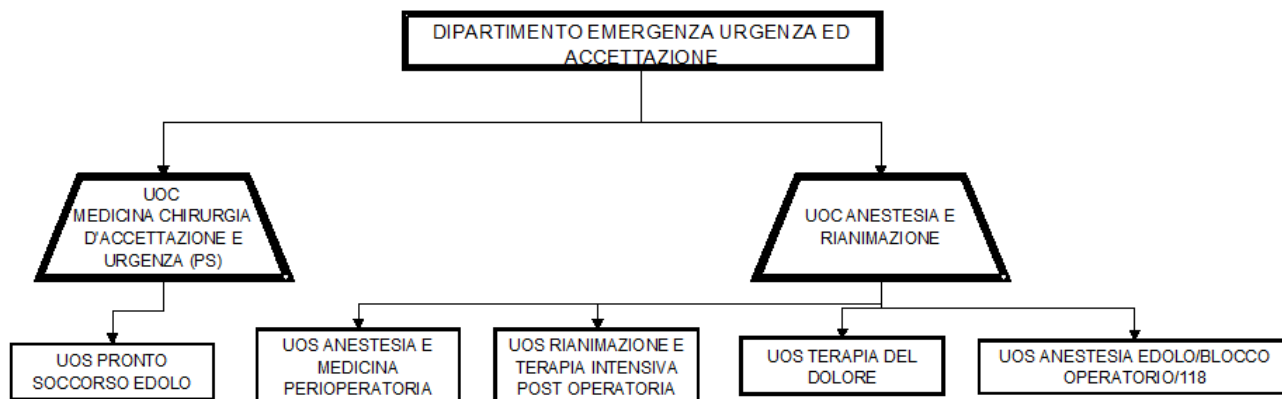 DIPARTIMENTO EMERGENZA URGENZA ED
ACCETTAZIONE
UOC
MEDICINA CHIRURGIA
D'ACCETTAZIONE E
URGENZA (PS)
UOC ANESTESIA E
RIANIMAZIONE
UOS PRONTO
SOCCORSO EDOLO
UOS ANESTESIA E
MEDICINA
PERIOPERATORIA
UOS RIANIMAZIONE E
TERAPIA INTENSIVA
POST OPERATORIA
UOS TERAPIA DEL
DOLORE
UOS ANESTESIA EDOLO/BLOCCO
OPERATORIO/118